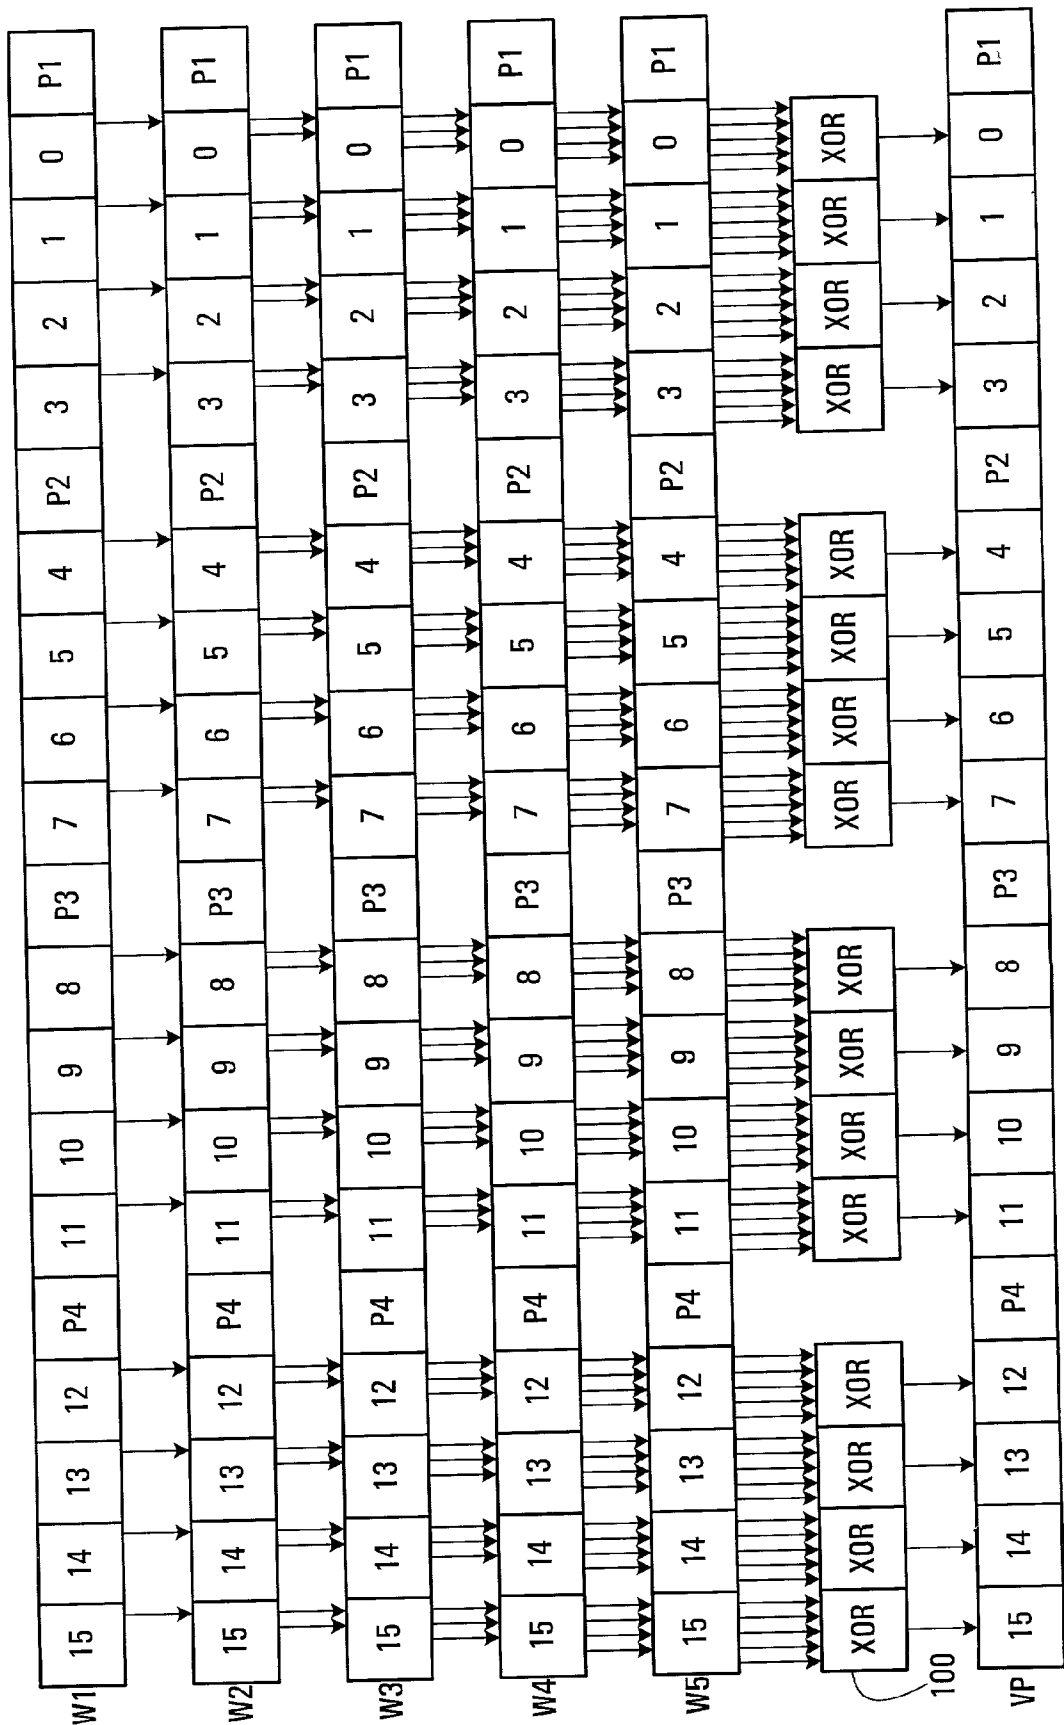 W1 15 14 13 12 P4 11 10 9 8 P3 7 6 5 4 P2 3 2 1 0 P1
W2 15 14 13 12 P4 11 10 9 8 P3 7 6 5 4 P2 3 2 1 0 P1
W3 15 14 13 12 P4 11 10 9 8 P3 7 6 5 4 P2 3 2 1 0 P1
W4 15 14 13 12 P4 11 10 9 8 P3 7 6 5 4 P2 3 2 1 0 P1
W5 15 14 13 12 P4 11 10 9 8 P3 7 6 5 4 P2 3 2 1 0 P1
XOR XOR XOR XOR XOR XOR XOR XOR XOR XOR XOR XOR XOR XOR XOR XOR
100
VP 15 14 13 12 P4 11 10 9 8 P3 7 6 5 4 P2 3 2 1 0 P1